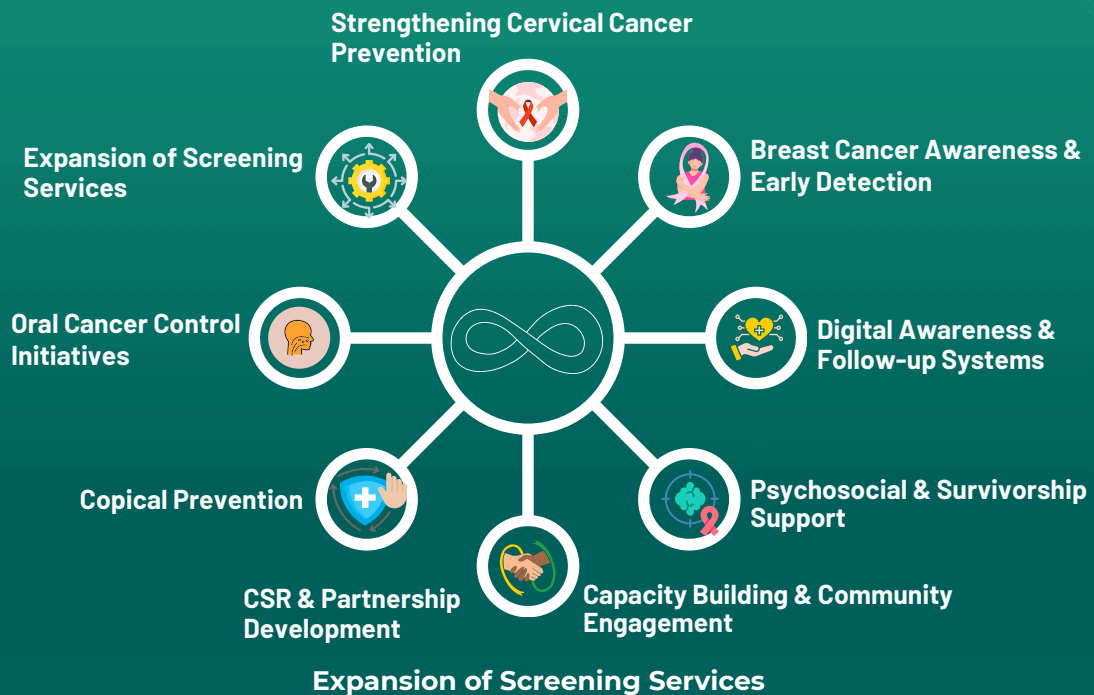 Strengthening Cervical Cancer
Prevention
Expansion of Screening
Services
Breast Cancer Awareness &
Early Detection
Oral Cancer Control
Initiatives
Digital Awareness &
Follow-up Systems
Copical Prevention
Psychosocial & Survivorship
Support
CSR & Partnership
Development
Capacity Building & Community
Engagement
Expansion of Screening Services